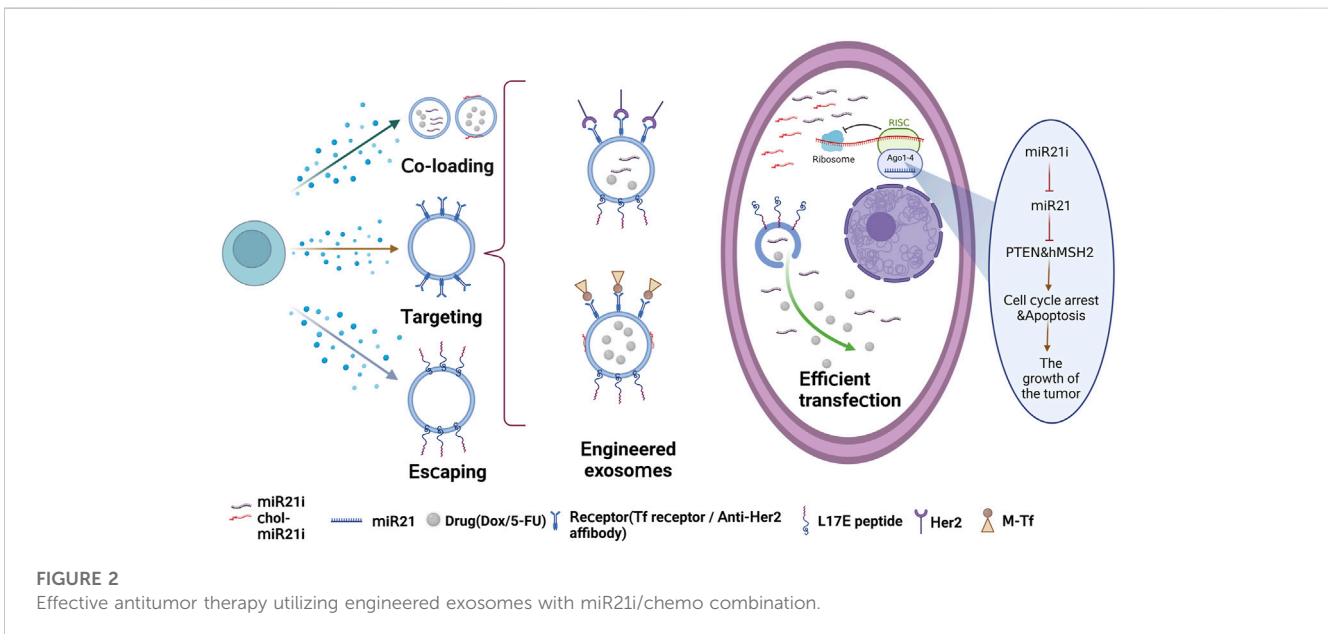 Co-loading
Targeting
Escaping
Engineered
exosomes
RISC
Ribosome
Ago1-4
Efficient
transfection
miR21i
miR21
PTEN&hMSH2
Cell cycle arrest
&Apoptosis
The
growth of
the tumor
miR21i
chol-
miR21i
miR21
Drug(Dox/5-FU)
Receptor(Tf receptor / Anti-Her2
affibody)
L17E peptide
Her2
M-Tf
FIGURE 2
Effective antitumor therapy utilizing engineered exosomes with miR21i/chemo combination.